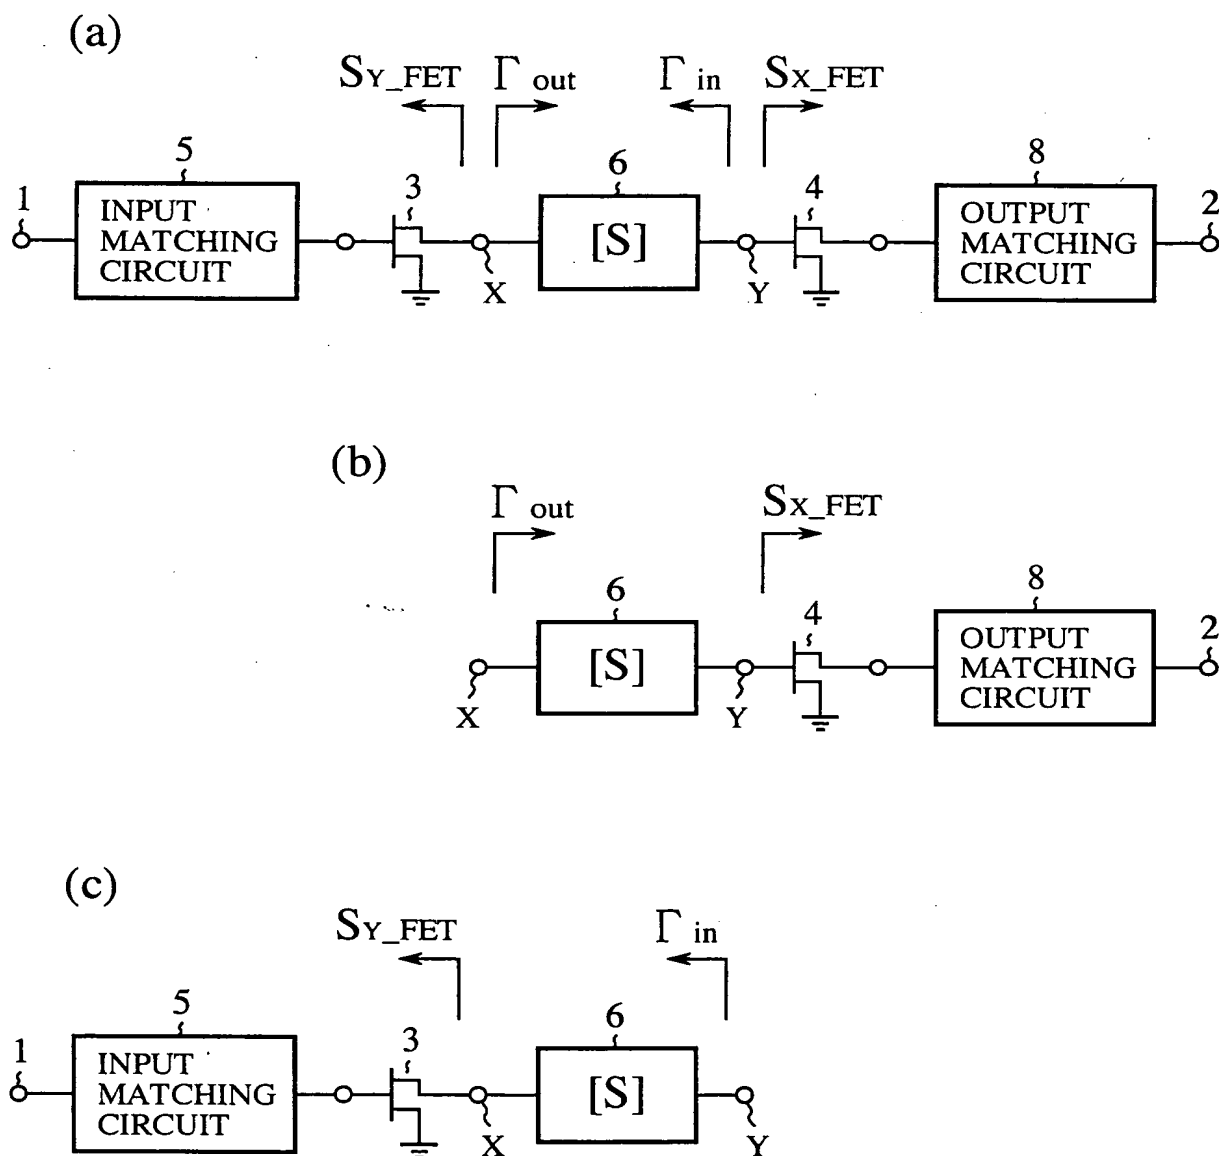 (a)
SY_FET
Γ out
Γ in
SX_FET
5
6
8
1
3
4
2
INPUT
MATCHING
CIRCUIT
[S]
OUTPUT
MATCHING
CIRCUIT
X
Y
(b)
Γ out
SX_FET
6
8
4
2
[S]
OUTPUT
MATCHING
CIRCUIT
X
Y
(c)
SY_FET
Γ in
5
6
1
3
INPUT
MATCHING
CIRCUIT
[S]
X
Y